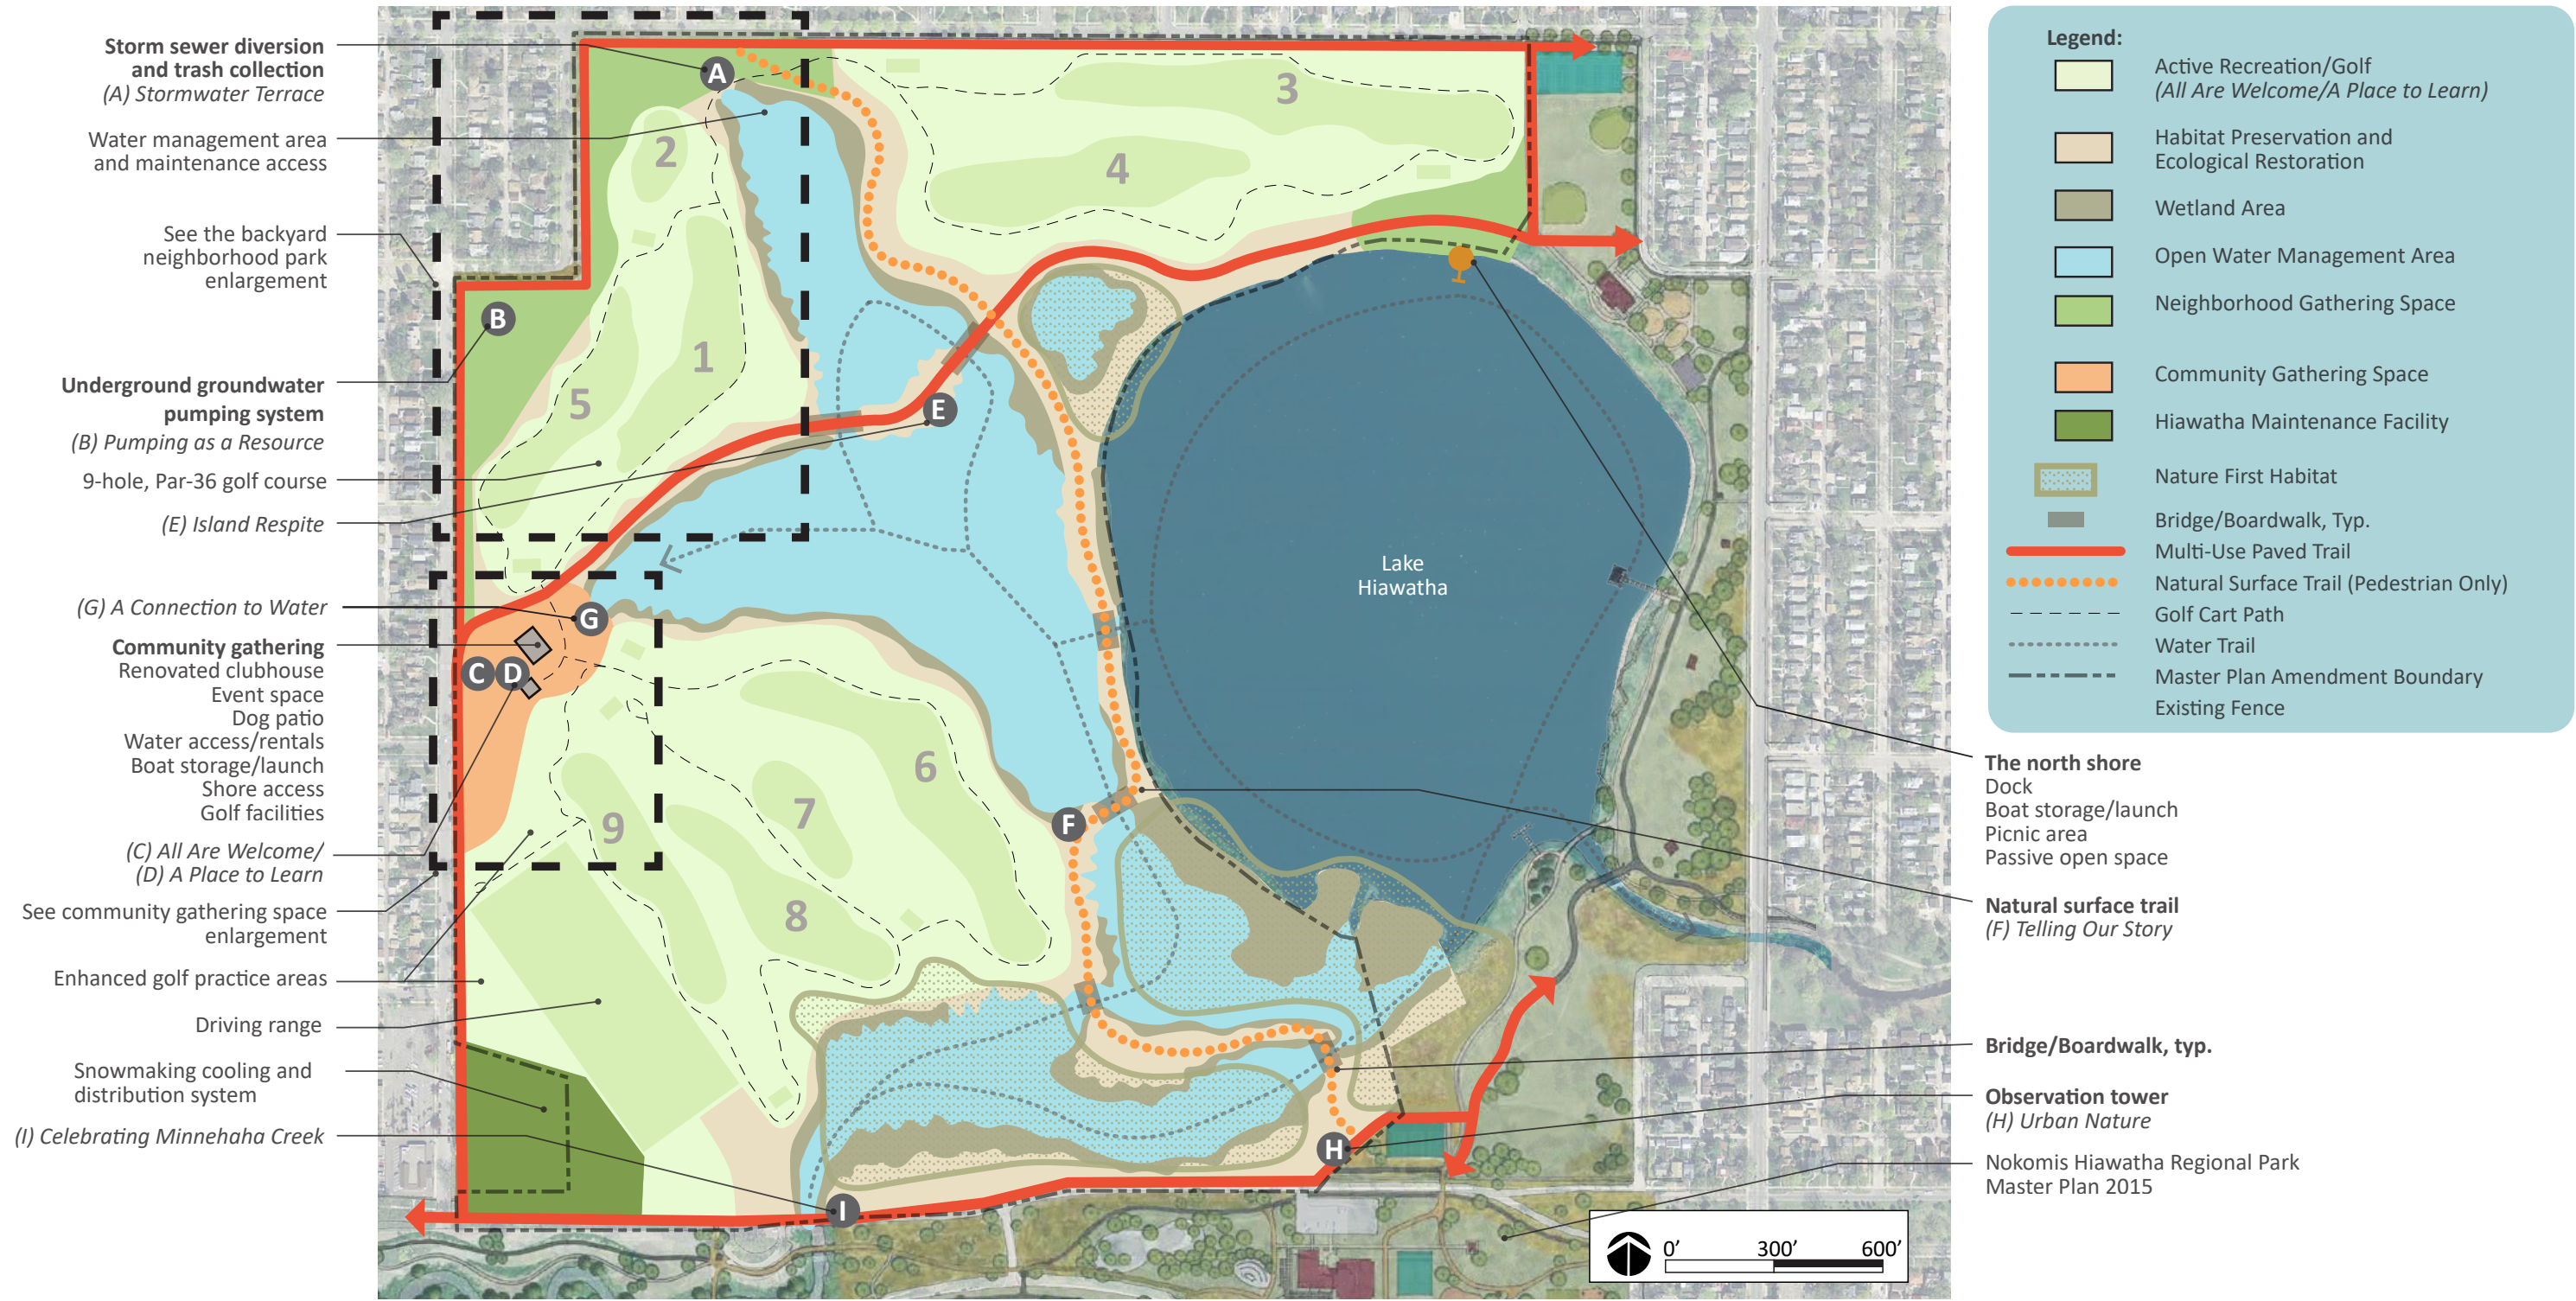 Storm sewer diversion
and trash collection
(A) Stormwater Terrace
Water management area
and maintenance access
See the backyard
neighborhood park
enlargement
Underground groundwater
pumping system
(B) Pumping as a Resource
9-hole, Par-36 golf course
(E) Island Respite
(G) A Connection to Water
Community gathering
Renovated clubhouse
Event space
Dog patio
Water access/rentals
Boat storage/launch
Shore access
Golf facilities
(C) All Are Welcome/
(D) A Place to Learn
See community gathering space
enlargement
Enhanced golf practice areas
Driving range
Snowmaking cooling and
distribution system
(I) Celebrating Minnehaha Creek
A
3
2
4
B
1
5
E
Lake
Hiawatha
G
C D
6
7
F
9
8
H
I
0' 300' 600'
Legend:
Active Recreation/Golf
(All Are Welcome/A Place to Learn)
Habitat Preservation and
Ecological Restoration
Wetland Area
Open Water Management Area
Neighborhood Gathering Space
Community Gathering Space
Hiawatha Maintenance Facility
Nature First Habitat
Bridge/Boardwalk, Typ.
Multi-Use Paved Trail
Natural Surface Trail (Pedestrian Only)
Golf Cart Path
Water Trail
Master Plan Amendment Boundary
Existing Fence
The north shore
Dock
Boat storage/launch
Picnic area
Passive open space
Natural surface trail
(F) Telling Our Story
Bridge/Boardwalk, typ.
Observation tower
(H) Urban Nature
Nokomis Hiawatha Regional Park
Master Plan 2015